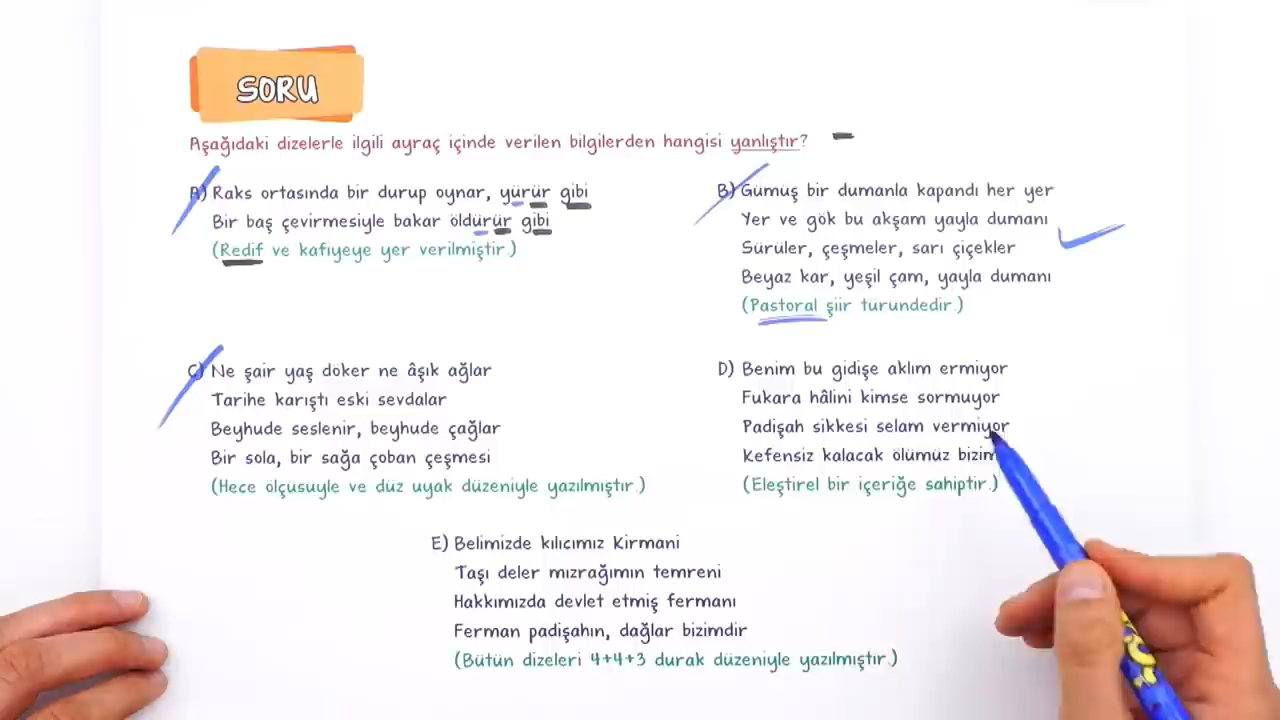 SORU
Aşağıdaki dizelerle ilgili ayraç içinde verilen bilgilerden hangisi yanlıştır?
A) Raks ortasında bir durup oynar, yürür gibi
Bir baş çevirmesiyle bakar öldürür gibi
(Redif ve kafiyeye yer verilmiştir.)
B) Gümüş bir dumanla kapandı her yer
Yer ve gök bu akşam yayla dumanı
Sürüler, çeşmeler, sarı çiçekler
Beyaz kar, yeşil çam, yayla dumanı
(Pastoral şiir türündedir.)
C) Ne şair yaş döker ne âşık ağlar
Tarihe karıştı eski sevdalar
Beyhude seslenir, beyhude çağlar
Bir sola, bir sağa çoban çeşmesi
(Hece ölçüsüyle ve düz uyak düzeniyle yazılmıştır.)
D) Benim bu gidişe aklım ermiyor
Fukara hâlini kimse sormuyor
Padişah sikkesi selam vermiyor
Kefensiz kalacak ölümüz bizim
(Eleştirel bir içeriğe sahiptir.)
E) Belimizde kılıcımız Kirmani
Taşı deler mızrağımın temreni
Hakkımızda devlet etmiş fermanı
Ferman padişahın, dağlar bizimdir
(Bütün dizeleri 4+4+3 durak düzeniyle yazılmıştır.)